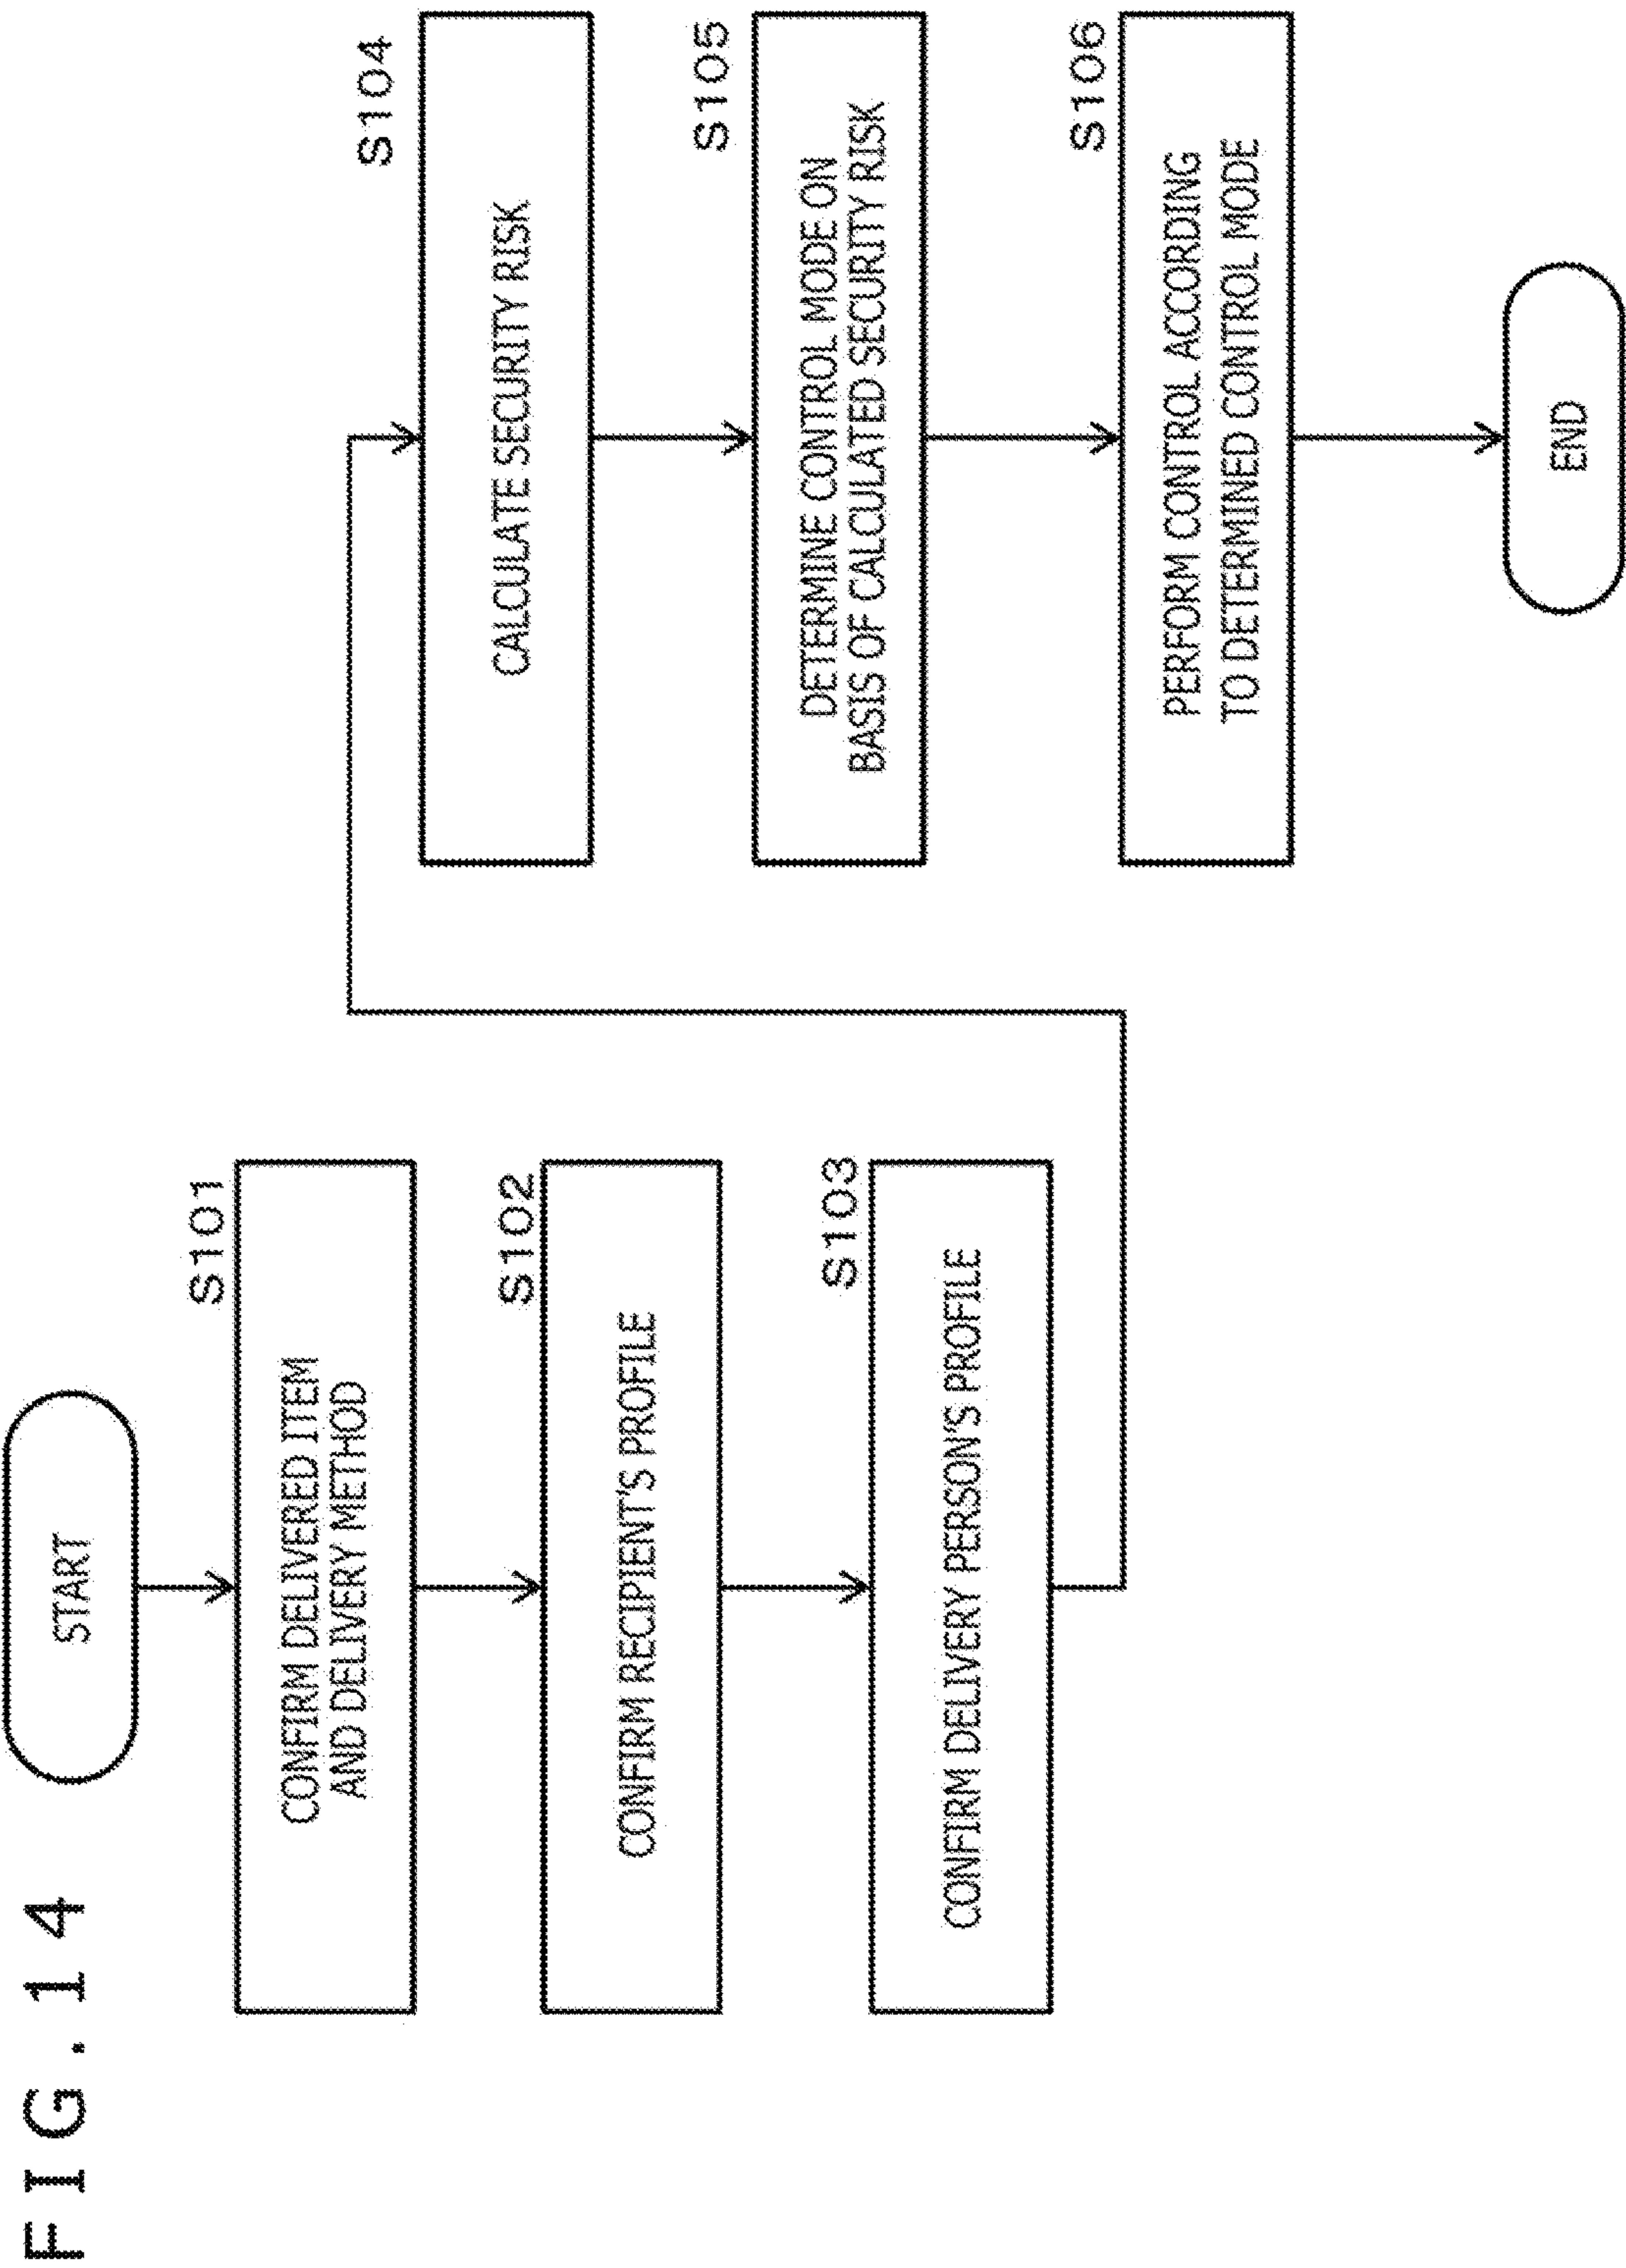 FIG.14
START
S101
CONFIRM DELIVERED ITEM
AND DELIVERY METHOD
S102
CONFIRM RECIPIENT'S PROFILE
S103
CONFIRM DELIVERY PERSON'S PROFILE
S104
CALCULATE SECURITY RISK
S105
DETERMINE CONTROL MODE ON
BASIS OF CALCULATED SECURITY RISK
S106
PERFORM CONTROL ACCORDING
TO DETERMINED CONTROL MODE
END